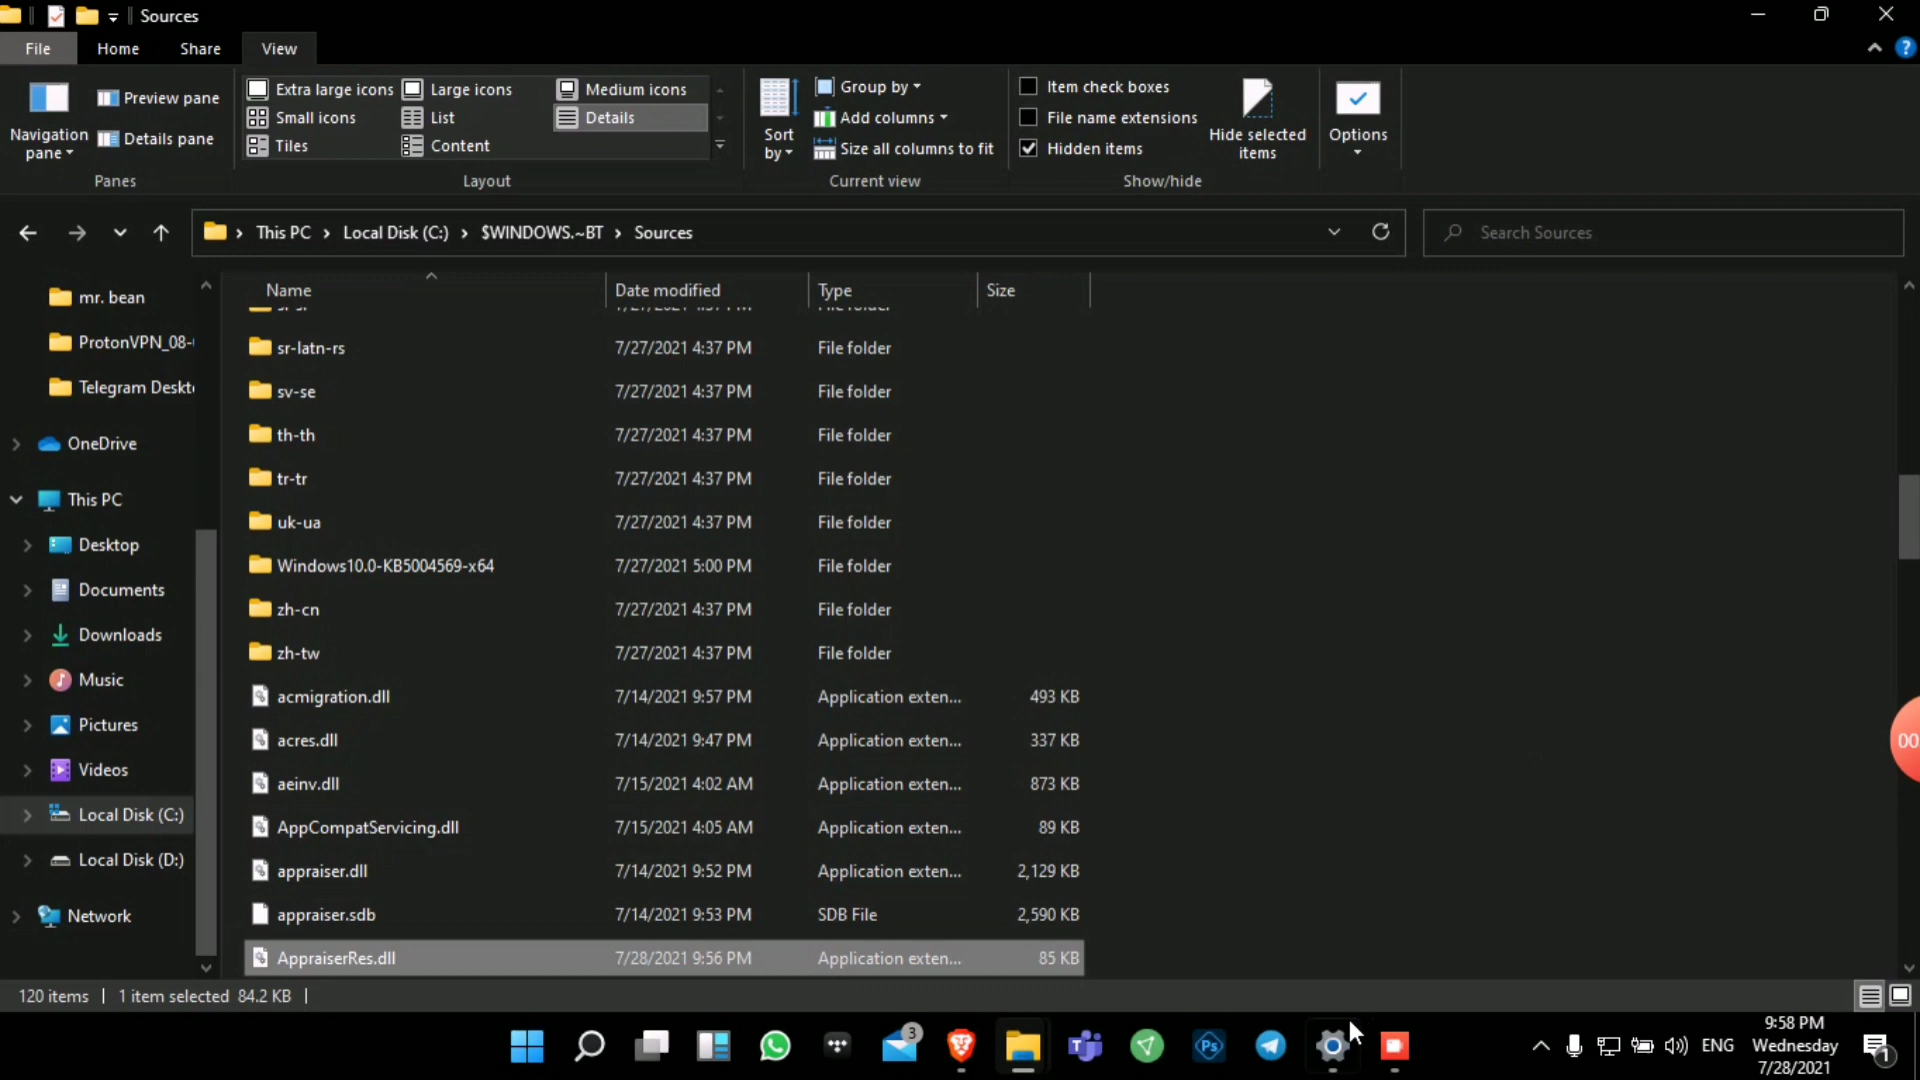 Sources
File Home Share View
Navigation pane
Preview pane
Details pane
Panes
Extra large icons Large icons Medium icons
Small icons List Details
Tiles Content
Layout
Sort by
Group by
Add columns
Size all columns to fit
Current view
Item check boxes
File name extensions
Hidden items
Hide selected items
Show/hide
Options
This PC > Local Disk (C:) > $WINDOWS.~BT > Sources
Search Sources
mr. bean
ProtonVPN_08-
Telegram Deskt
OneDrive
This PC
Desktop
Documents
Downloads
Music
Pictures
Videos
Local Disk (C:)
Local Disk (D:)
Network
Name Date modified Type Size
sr-latn-rs 7/27/2021 4:37 PM File folder
sv-se 7/27/2021 4:37 PM File folder
th-th 7/27/2021 4:37 PM File folder
tr-tr 7/27/2021 4:37 PM File folder
uk-ua 7/27/2021 4:37 PM File folder
Windows10.0-KB5004569-x64 7/27/2021 5:00 PM File folder
zh-cn 7/27/2021 4:37 PM File folder
zh-tw 7/27/2021 4:37 PM File folder
acmigration.dll 7/14/2021 9:57 PM Application exten... 493 KB
acres.dll 7/14/2021 9:47 PM Application exten... 337 KB
aeinv.dll 7/15/2021 4:02 AM Application exten... 873 KB
AppCompatServicing.dll 7/15/2021 4:05 AM Application exten... 89 KB
appraiser.dll 7/14/2021 9:52 PM Application exten... 2,129 KB
appraiser.sdb 7/14/2021 9:53 PM SDB File 2,590 KB
AppraiserRes.dll 7/28/2021 9:56 PM Application exten... 85 KB
00
120 items 1 item selected 84.2 KB
3
Ps
ENG
9:58 PM
Wednesday
7/28/2021
1